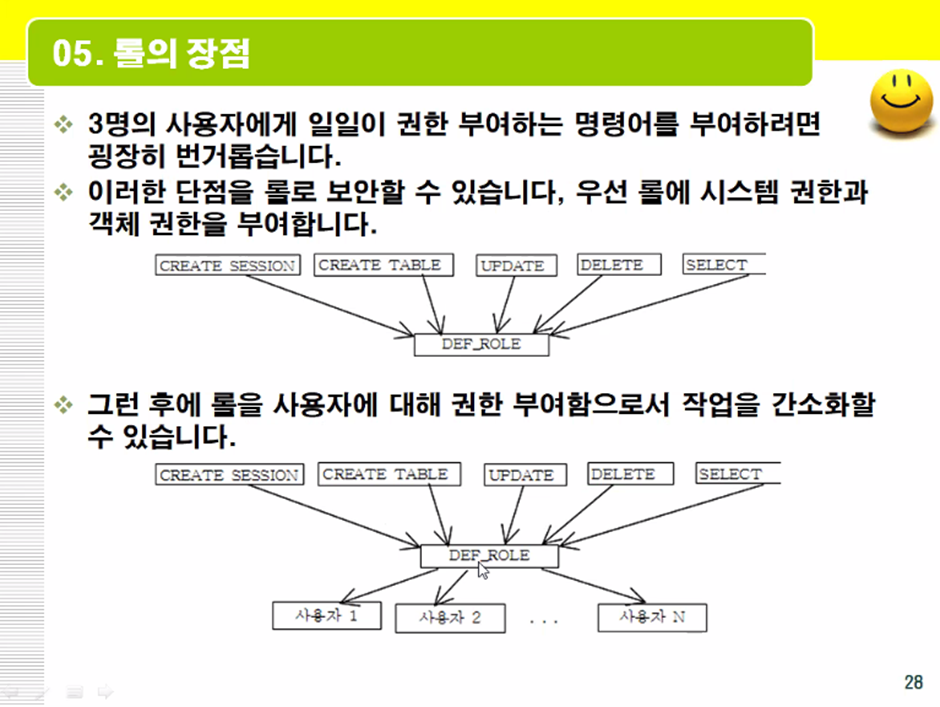 05. 롤의 장점
3명의 사용자에게 일일이 권한 부여하는 명령어를 부여하려면
굉장히 번거롭습니다.
이러한 단점을 롤로 보안할 수 있습니다, 우선 롤에 시스템 권한과
객체 권한을 부여합니다.
CREATE SESSION CREATE TABLE UPDATE DELETE SELECT
DEF_ROLE
그런 후에 롤을 사용자에 대해 권한 부여함으로서 작업을 간소화할
수 있습니다.
CREATE SESSION CREATE TABLE UPDATE DELETE SELECT
DEF_ROLE
사용자 1 사용자 2 . . . 사용자 N
28